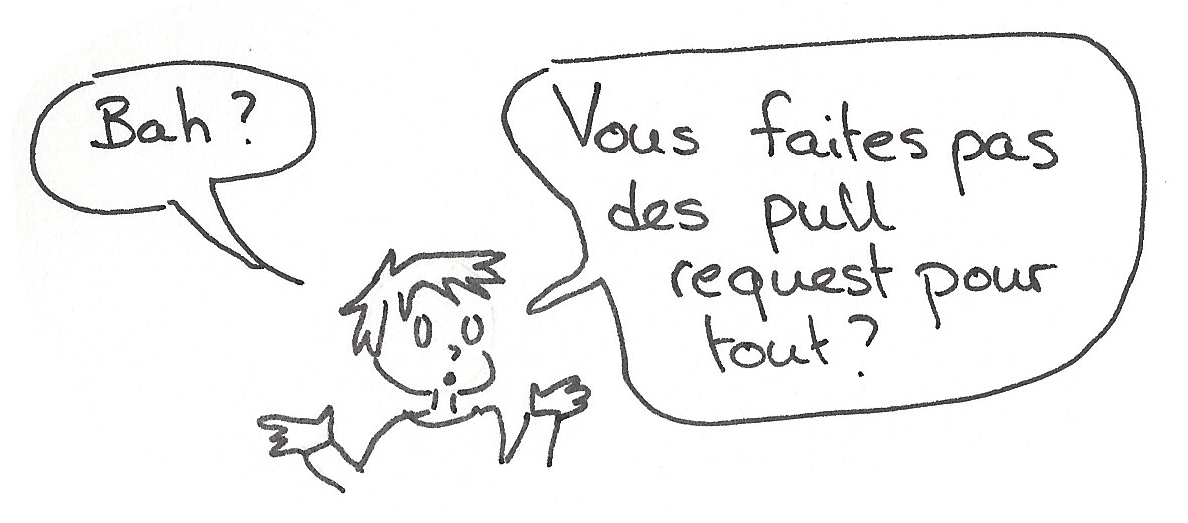 Bah ?
Vous faites pas
des pull
request pour
tout ?